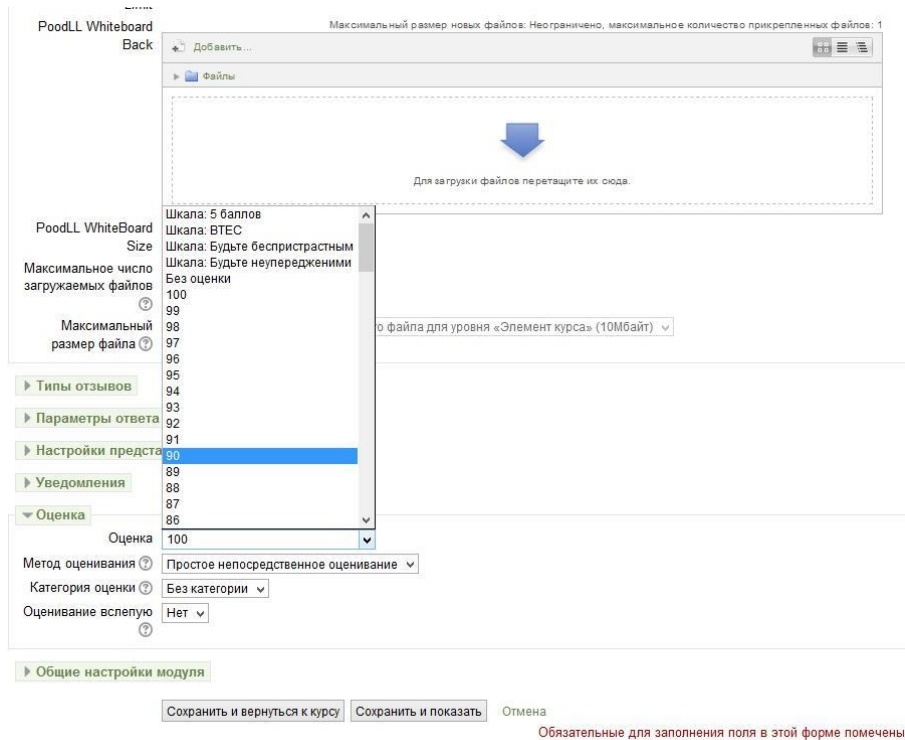 PoodLL Whiteboard
Back
Максимальный размер новых файлов: Неограничено, максимальное количество прикрепленных файлов: 1
Добавить...
Файлы
Для загрузки файлов перетащите их сюда.
PoodLL WhiteBoard
Size
Максимальное число
загружаемых файлов
Максимальный
размер файла
о файла для уровня «Элемент курса» (10Мбайт)
Шкала: 5 баллов
Шкала: BTEC
Шкала: Будьте беспристрастным
Шкала: Будьте неупередженими
Без оценки
100
99
98
97
96
95
94
93
92
91
90
89
88
87
86
Типы отзывов
Параметры ответа
Настройки предста
Уведомления
Оценка
Оценка 100
Метод оценивания Простое непосредственное оценивание
Категория оценки Без категории
Оценивание вслепую Нет
Общие настройки модуля
Сохранить и вернуться к курсу Сохранить и показать Отмена
Обязательные для заполнения поля в этой форме помечены